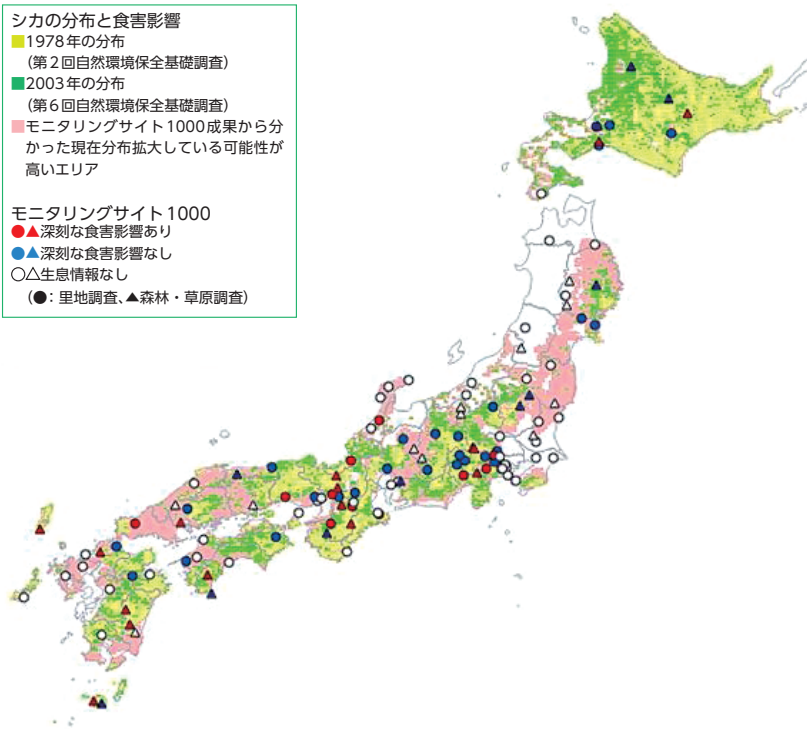 シカの分布と食害影響
■1978年の分布
(第2回自然環境保全基礎調査)
■2003年の分布
(第6回自然環境保全基礎調査)
■モニタリングサイト1000成果から分
かった現在分布拡大している可能性が
高いエリア
モニタリングサイト1000
●▲深刻な食害影響あり
●▲深刻な食害影響なし
○△生息情報なし
(●:里地調査、▲森林・草原調査)